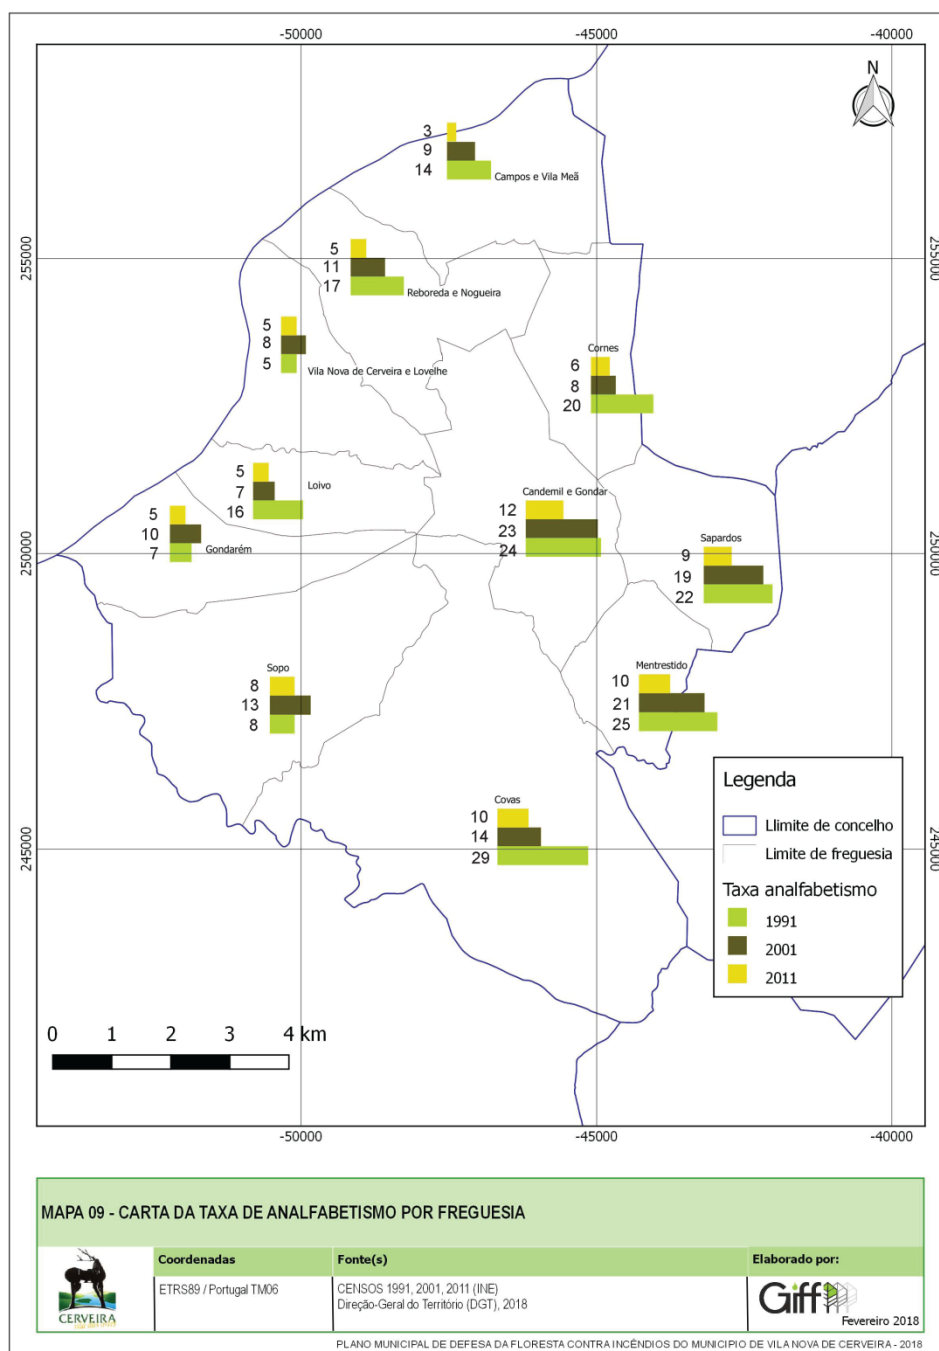 -50000
-45000
-40000
N
3
9
14
Campos e Vila Meã
255000
255000
5
11
17
Reboreda e Nogueira
5
8
5
Vila Nova de Cerveira e Lovelhe
Cornes
6
8
20
5
7
16
Loivo
Candemil e Gondar
12
23
24
5
10
7
Gondarém
Sapardos
9
19
22
250000
250000
Sopo
8
13
8
Mentrestido
10
21
25
Covas
10
14
29
245000
245000
Legenda
Llimite de concelho
Limite de freguesia
Taxa analfabetismo
1991
2001
2011
0 1 2 3 4 km
-50000
-45000
-40000
MAPA 09 - CARTA DA TAXA DE ANALFABETISMO POR FREGUESIA
Coordenadas
Fonte(s)
Elaborado por:
ETRS89 / Portugal TM06
CENSOS 1991, 2001, 2011 (INE)
Direção-Geral do Território (DGT), 2018
CERVEIRA
Giff
Fevereiro 2018
PLANO MUNICIPAL DE DEFESA DA FLORESTA CONTRA INCÊNDIOS DO MUNICIPIO DE VILA NOVA DE CERVEIRA - 2018